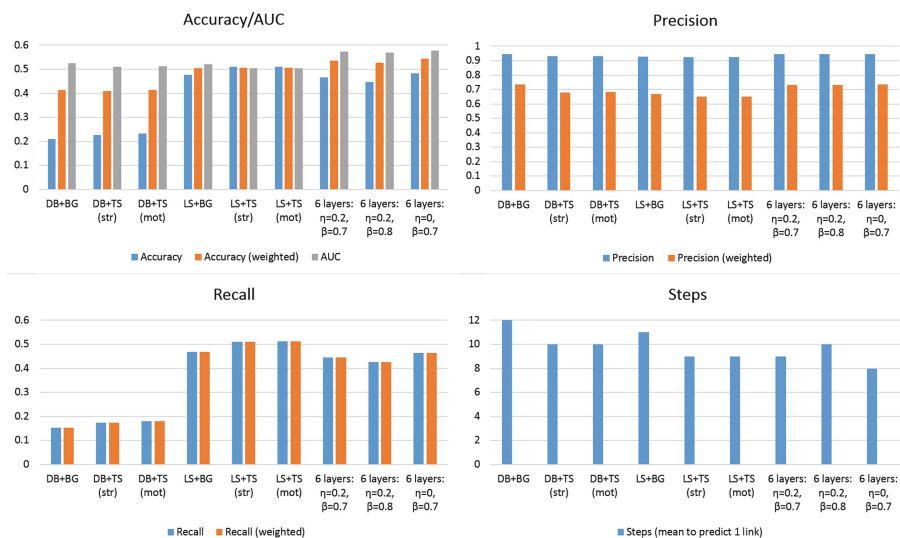 Accuracy/AUC
0.6
0.5
0.4
0.3
0.2
0.1
0
DB+BG DB+TS (str) DB+TS (mot) LS+BG LS+TS (str) LS+TS (mot) 6 layers: η=0.2, β=0.7 6 layers: η=0.2, β=0.8 6 layers: η=0, β=0.7
Accuracy Accuracy (weighted) AUC
Precision
1
0.9
0.8
0.7
0.6
0.5
0.4
0.3
0.2
0.1
0
DB+BG DB+TS (str) DB+TS (mot) LS+BG LS+TS (str) LS+TS (mot) 6 layers: η=0.2, β=0.7 6 layers: η=0.2, β=0.8 6 layers: η=0, β=0.7
Precision Precision (weighted)
Recall
0.6
0.5
0.4
0.3
0.2
0.1
0
DB+BG DB+TS (str) DB+TS (mot) LS+BG LS+TS (str) LS+TS (mot) 6 layers: η=0.2, β=0.7 6 layers: η=0.2, β=0.8 6 layers: η=0, β=0.7
Recall Recall (weighted)
Steps
12
10
8
6
4
2
0
DB+BG DB+TS (str) DB+TS (mot) LS+BG LS+TS (str) LS+TS (mot) 6 layers: η=0.2, β=0.7 6 layers: η=0.2, β=0.8 6 layers: η=0, β=0.7
Steps (mean to predict 1 link)